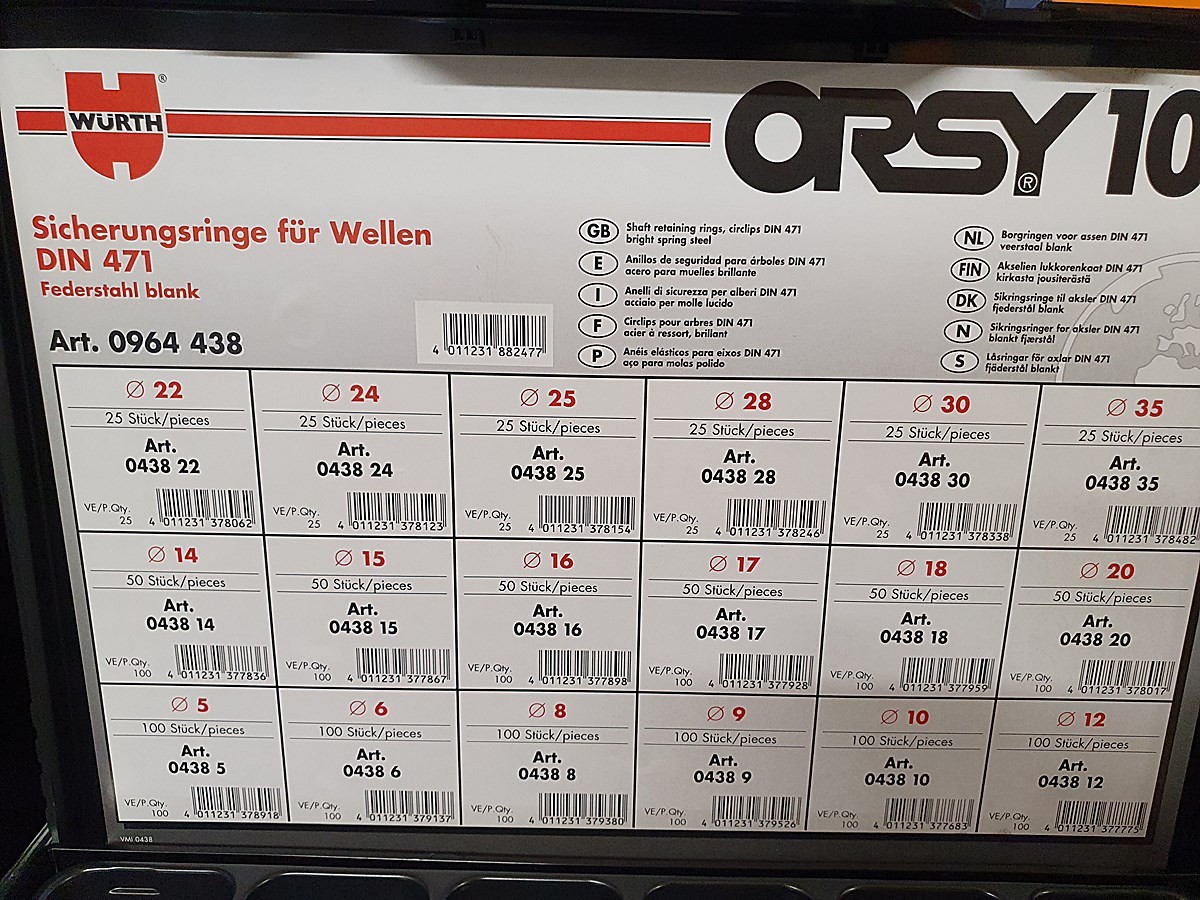 WÜRTH®
ORSY® 10
Sicherungsringe für Wellen
DIN 471
Federstahl blank
Art. 0964 438
4 011231 882477
GB Shaft retaining rings, circlips DIN 471
bright spring steel
E Anillos de seguridad para árboles DIN 471
acero para muelles brillante
I Anelli di sicurezza per alberi DIN 471
acciaio per molle lucido
F Circlips pour arbres DIN 471
acier à ressort, brillant
P Anéis elásticos para eixos DIN 471
aço para molas polido
NL Borgringen voor assen DIN 471
veerstaal blank
FIN Akselien lukkorenkaat DIN 471
kirkasta jousiterästä
DK Sikringsringe til aksler DIN 471
fjederstål blank
N Sikringsringer for aksler DIN 471
blankt fjærstål
S Låsringar för axlar DIN 471
fjäderstål blankt
∅ 22
25 Stück/pieces
Art.
0438 22
VE/P.Qty.
25
4 011231 378062
∅ 24
25 Stück/pieces
Art.
0438 24
VE/P.Qty.
25
4 011231 378123
∅ 25
25 Stück/pieces
Art.
0438 25
VE/P.Qty.
25
4 011231 378154
∅ 28
25 Stück/pieces
Art.
0438 28
VE/P.Qty.
25
4 011231 378246
∅ 30
25 Stück/pieces
Art.
0438 30
VE/P.Qty.
25
4 011231 378338
∅ 35
25 Stück/pieces
Art.
0438 35
VE/P.Qty.
25
4 011231 378482
∅ 14
50 Stück/pieces
Art.
0438 14
VE/P.Qty.
100
4 011231 377836
∅ 15
50 Stück/pieces
Art.
0438 15
VE/P.Qty.
100
4 011231 377867
∅ 16
50 Stück/pieces
Art.
0438 16
VE/P.Qty.
100
4 011231 377898
∅ 17
50 Stück/pieces
Art.
0438 17
VE/P.Qty.
100
4 011231 377928
∅ 18
50 Stück/pieces
Art.
0438 18
VE/P.Qty.
100
4 011231 377959
∅ 20
50 Stück/pieces
Art.
0438 20
VE/P.Qty.
100
4 011231 378017
∅ 5
100 Stück/pieces
Art.
0438 5
VE/P.Qty.
100
4 011231 378918
∅ 6
100 Stück/pieces
Art.
0438 6
VE/P.Qty.
100
4 011231 379137
∅ 8
100 Stück/pieces
Art.
0438 8
VE/P.Qty.
100
4 011231 379380
∅ 9
100 Stück/pieces
Art.
0438 9
VE/P.Qty.
100
4 011231 379526
∅ 10
100 Stück/pieces
Art.
0438 10
VE/P.Qty.
100
4 011231 377683
∅ 12
100 Stück/pieces
Art.
0438 12
VE/P.Qty.
100
4 011231 377775
VMI 0438